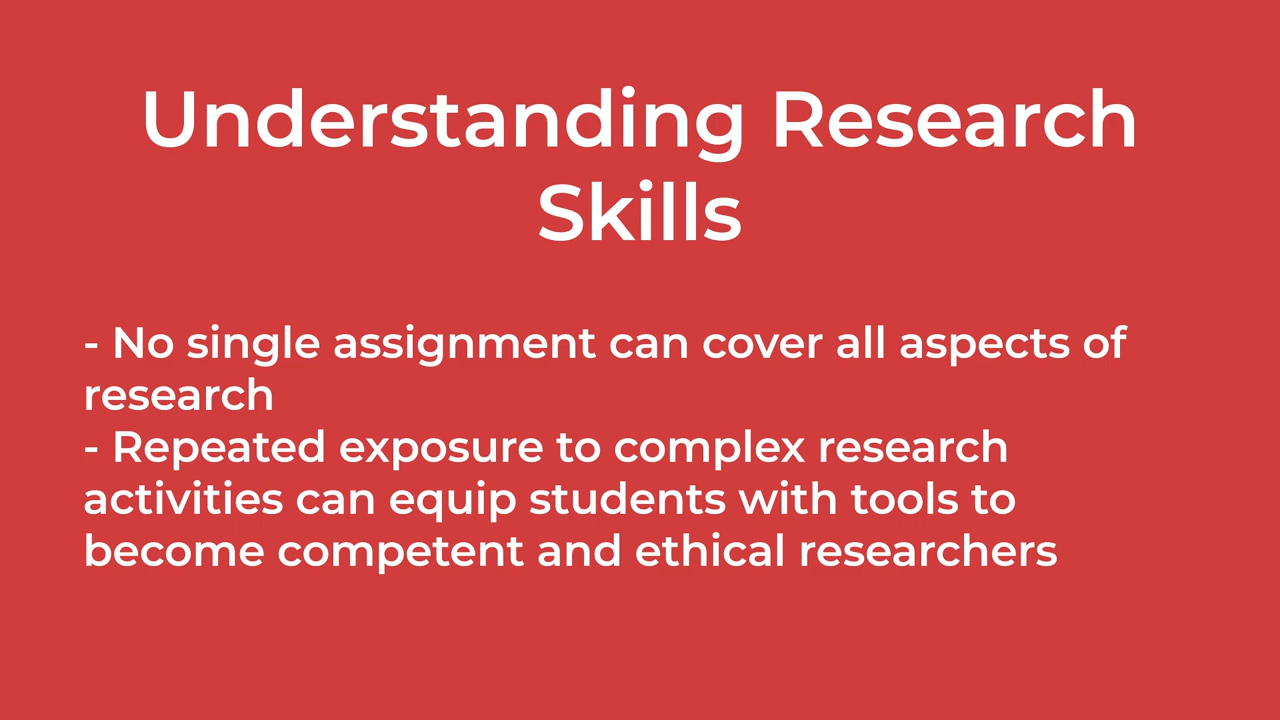 Understanding Research
Skills
- No single assignment can cover all aspects of
research
- Repeated exposure to complex research
activities can equip students with tools to
become competent and ethical researchers